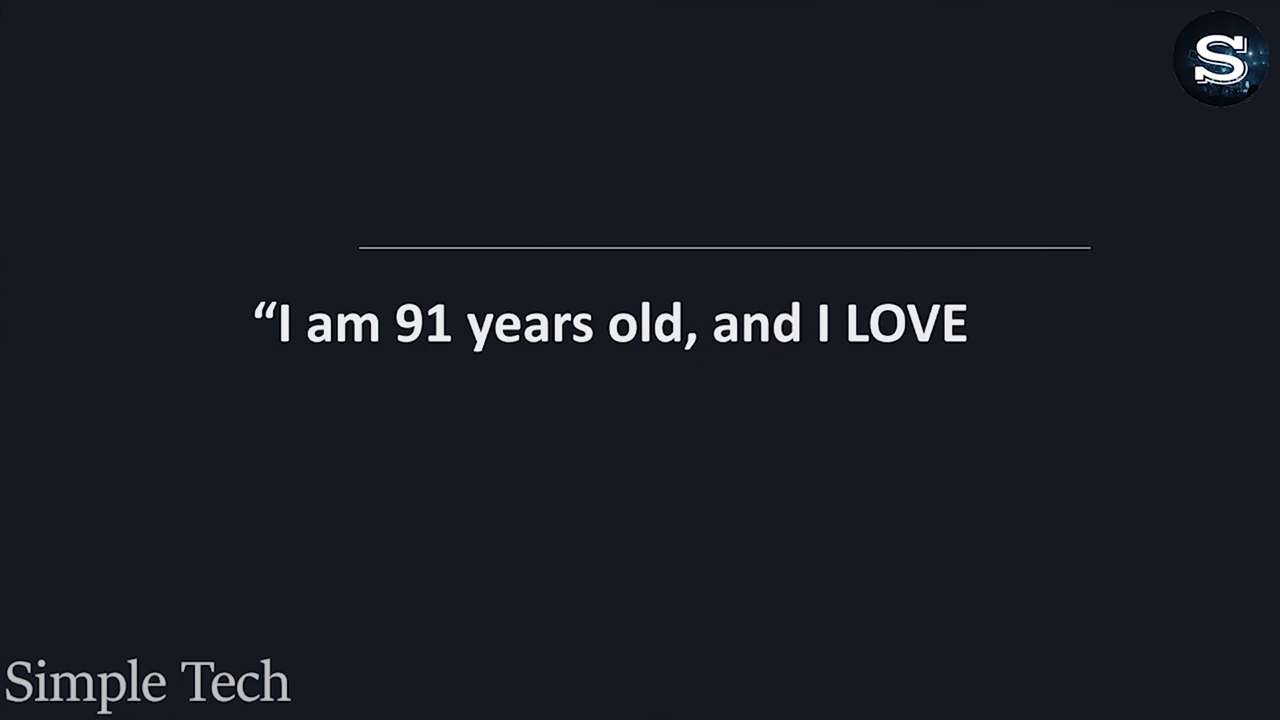 S
“I am 91 years old, and I LOVE
Simple Tech